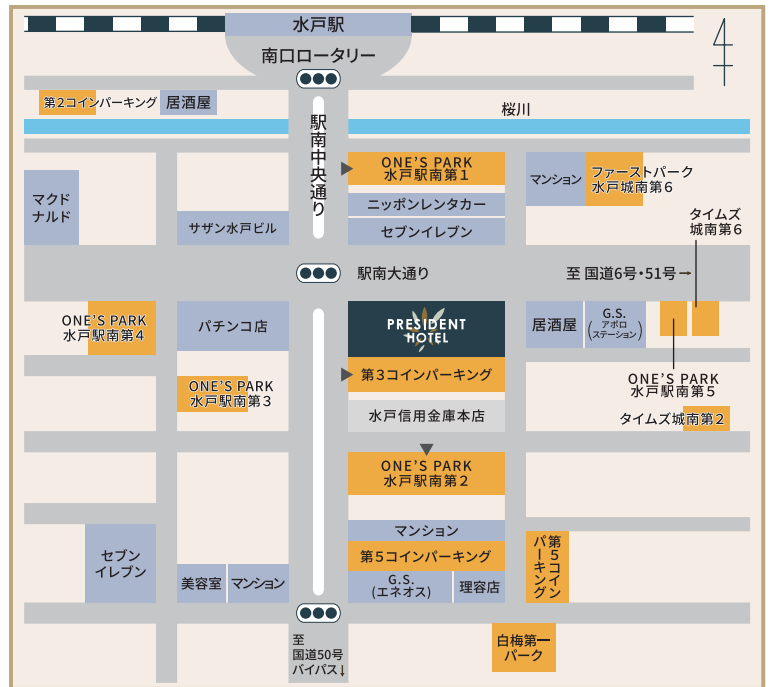 水戸駅
南口ロータリー
第2コインパーキング
居酒屋
桜川
駅南中央通り
ONE'S PARK
水戸駅南第1
マンション
ファーストパーク
水戸城南第6
マクド
ナルド
ニッポンレンタカー
サザン水戸ビル
セブンイレブン
タイムズ
城南第6
駅南大通り
至 国道6号・51号→
ONE'S PARK
水戸駅南第4
パチンコ店
PRESIDENT
HOTEL
居酒屋
G.S.
(アポロ
ステーション)
第3コインパーキング
ONE'S PARK
水戸駅南第3
ONE'S PARK
水戸駅南第5
水戸信用金庫本店
タイムズ城南第2
ONE'S PARK
水戸駅南第2
マンション
セブン
イレブン
第5コインパーキング
第5コイン
パーキング
美容室
マンション
G.S.
(エネオス)
理容店
至
国道50号
バイパス↓
白梅第一
パーク